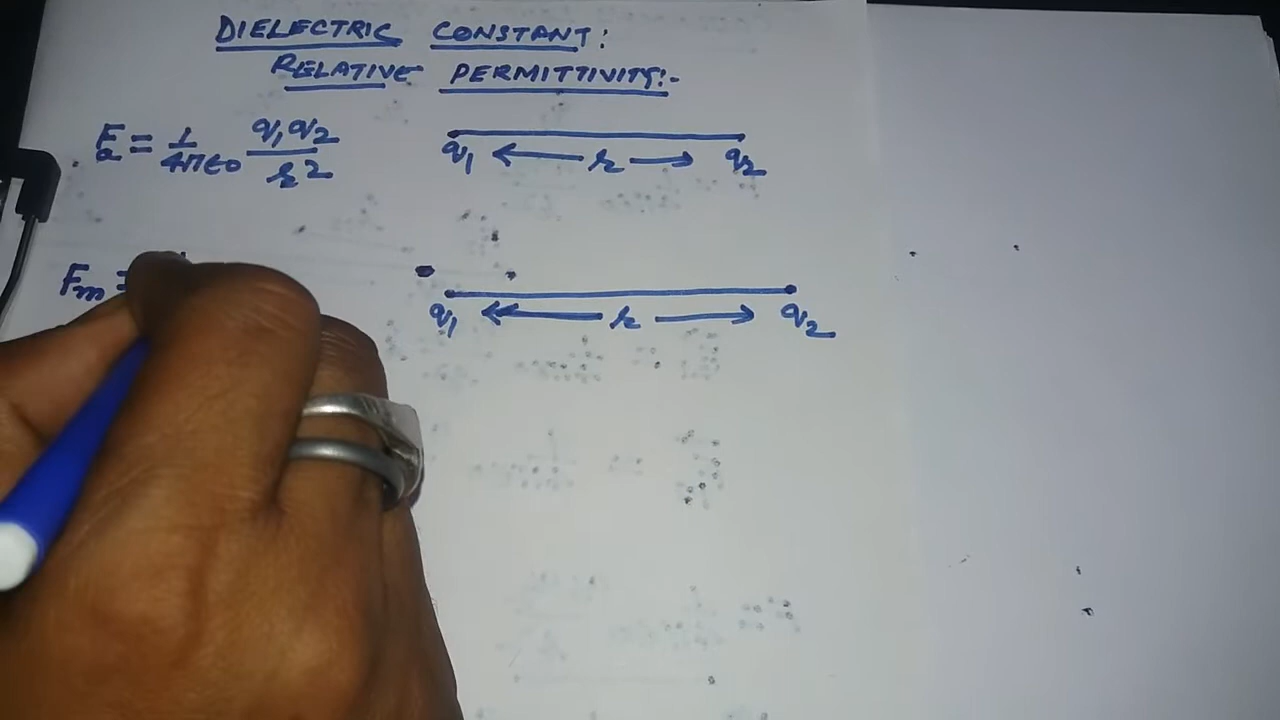 DIELECTRIC CONSTANT:
RELATIVE PERMITTIVITY:-
Fa = 1/4πε0 q1q2/r2
q1 ← r → q2
Fm =
q1 ← r → q2